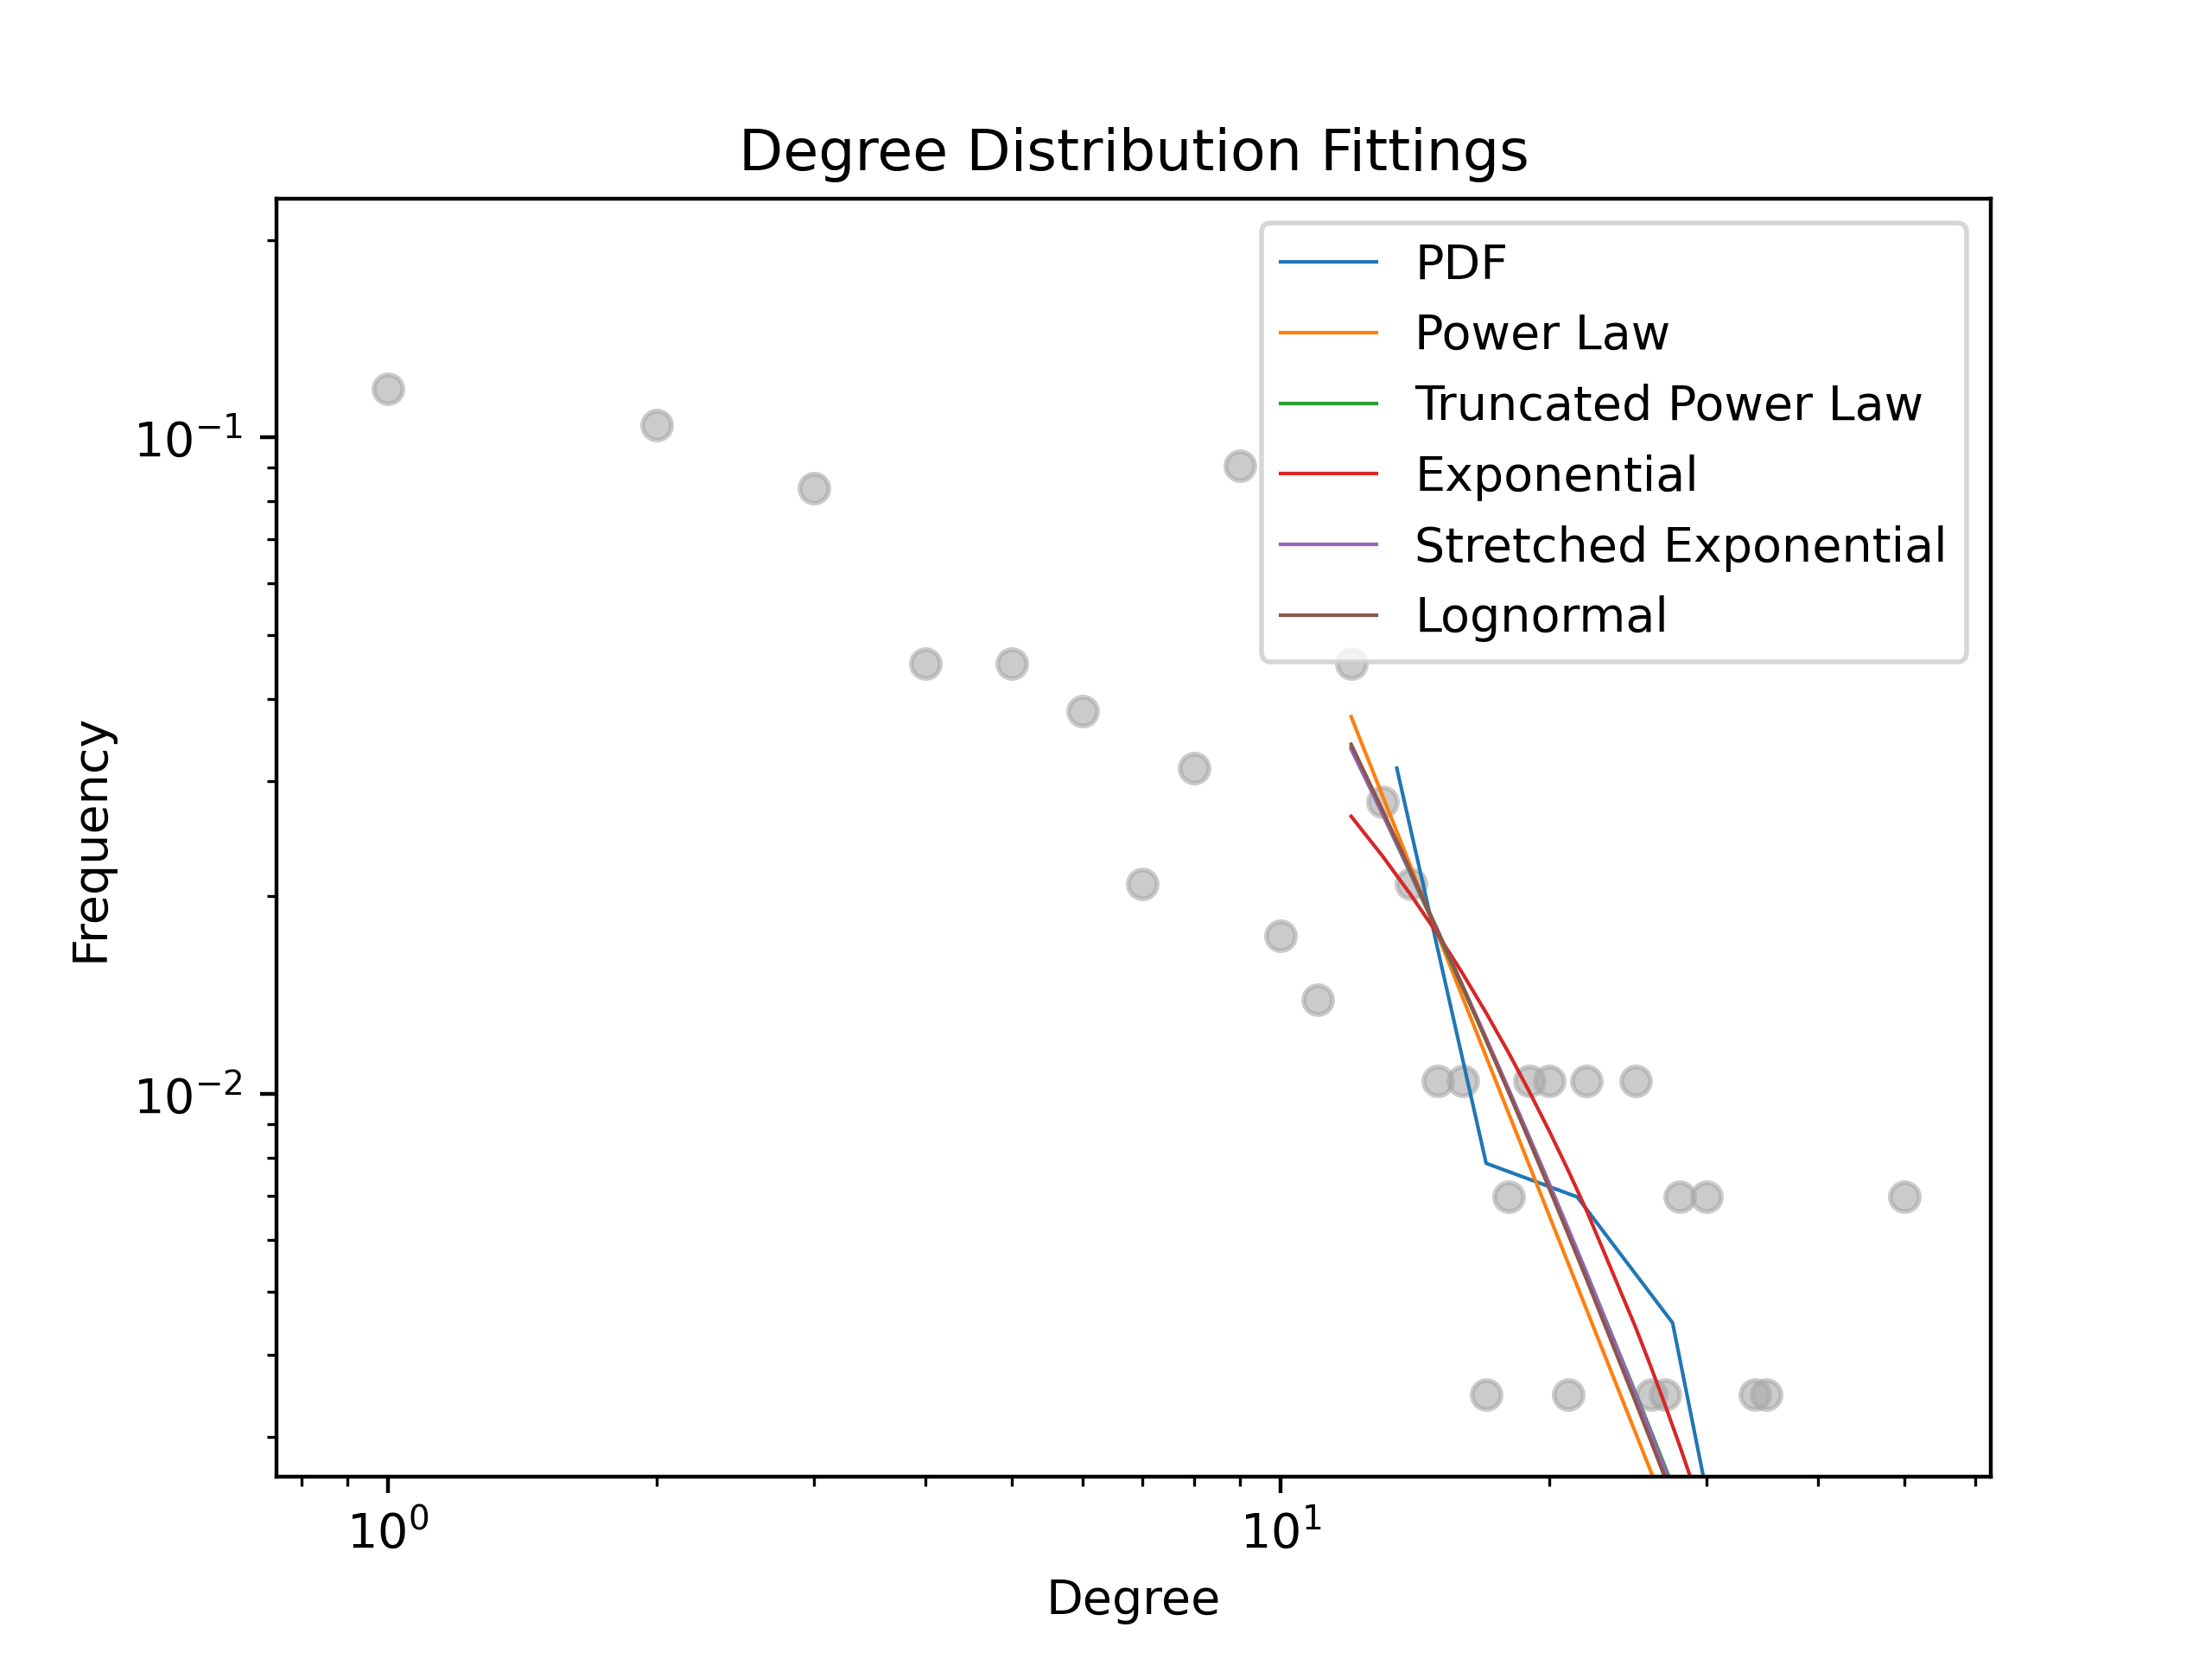 Degree Distribution Fittings
PDF
Power Law
Truncated Power Law
Exponential
Stretched Exponential
Lognormal
Frequency
10⁻¹
10⁻²
10⁰
10¹
Degree